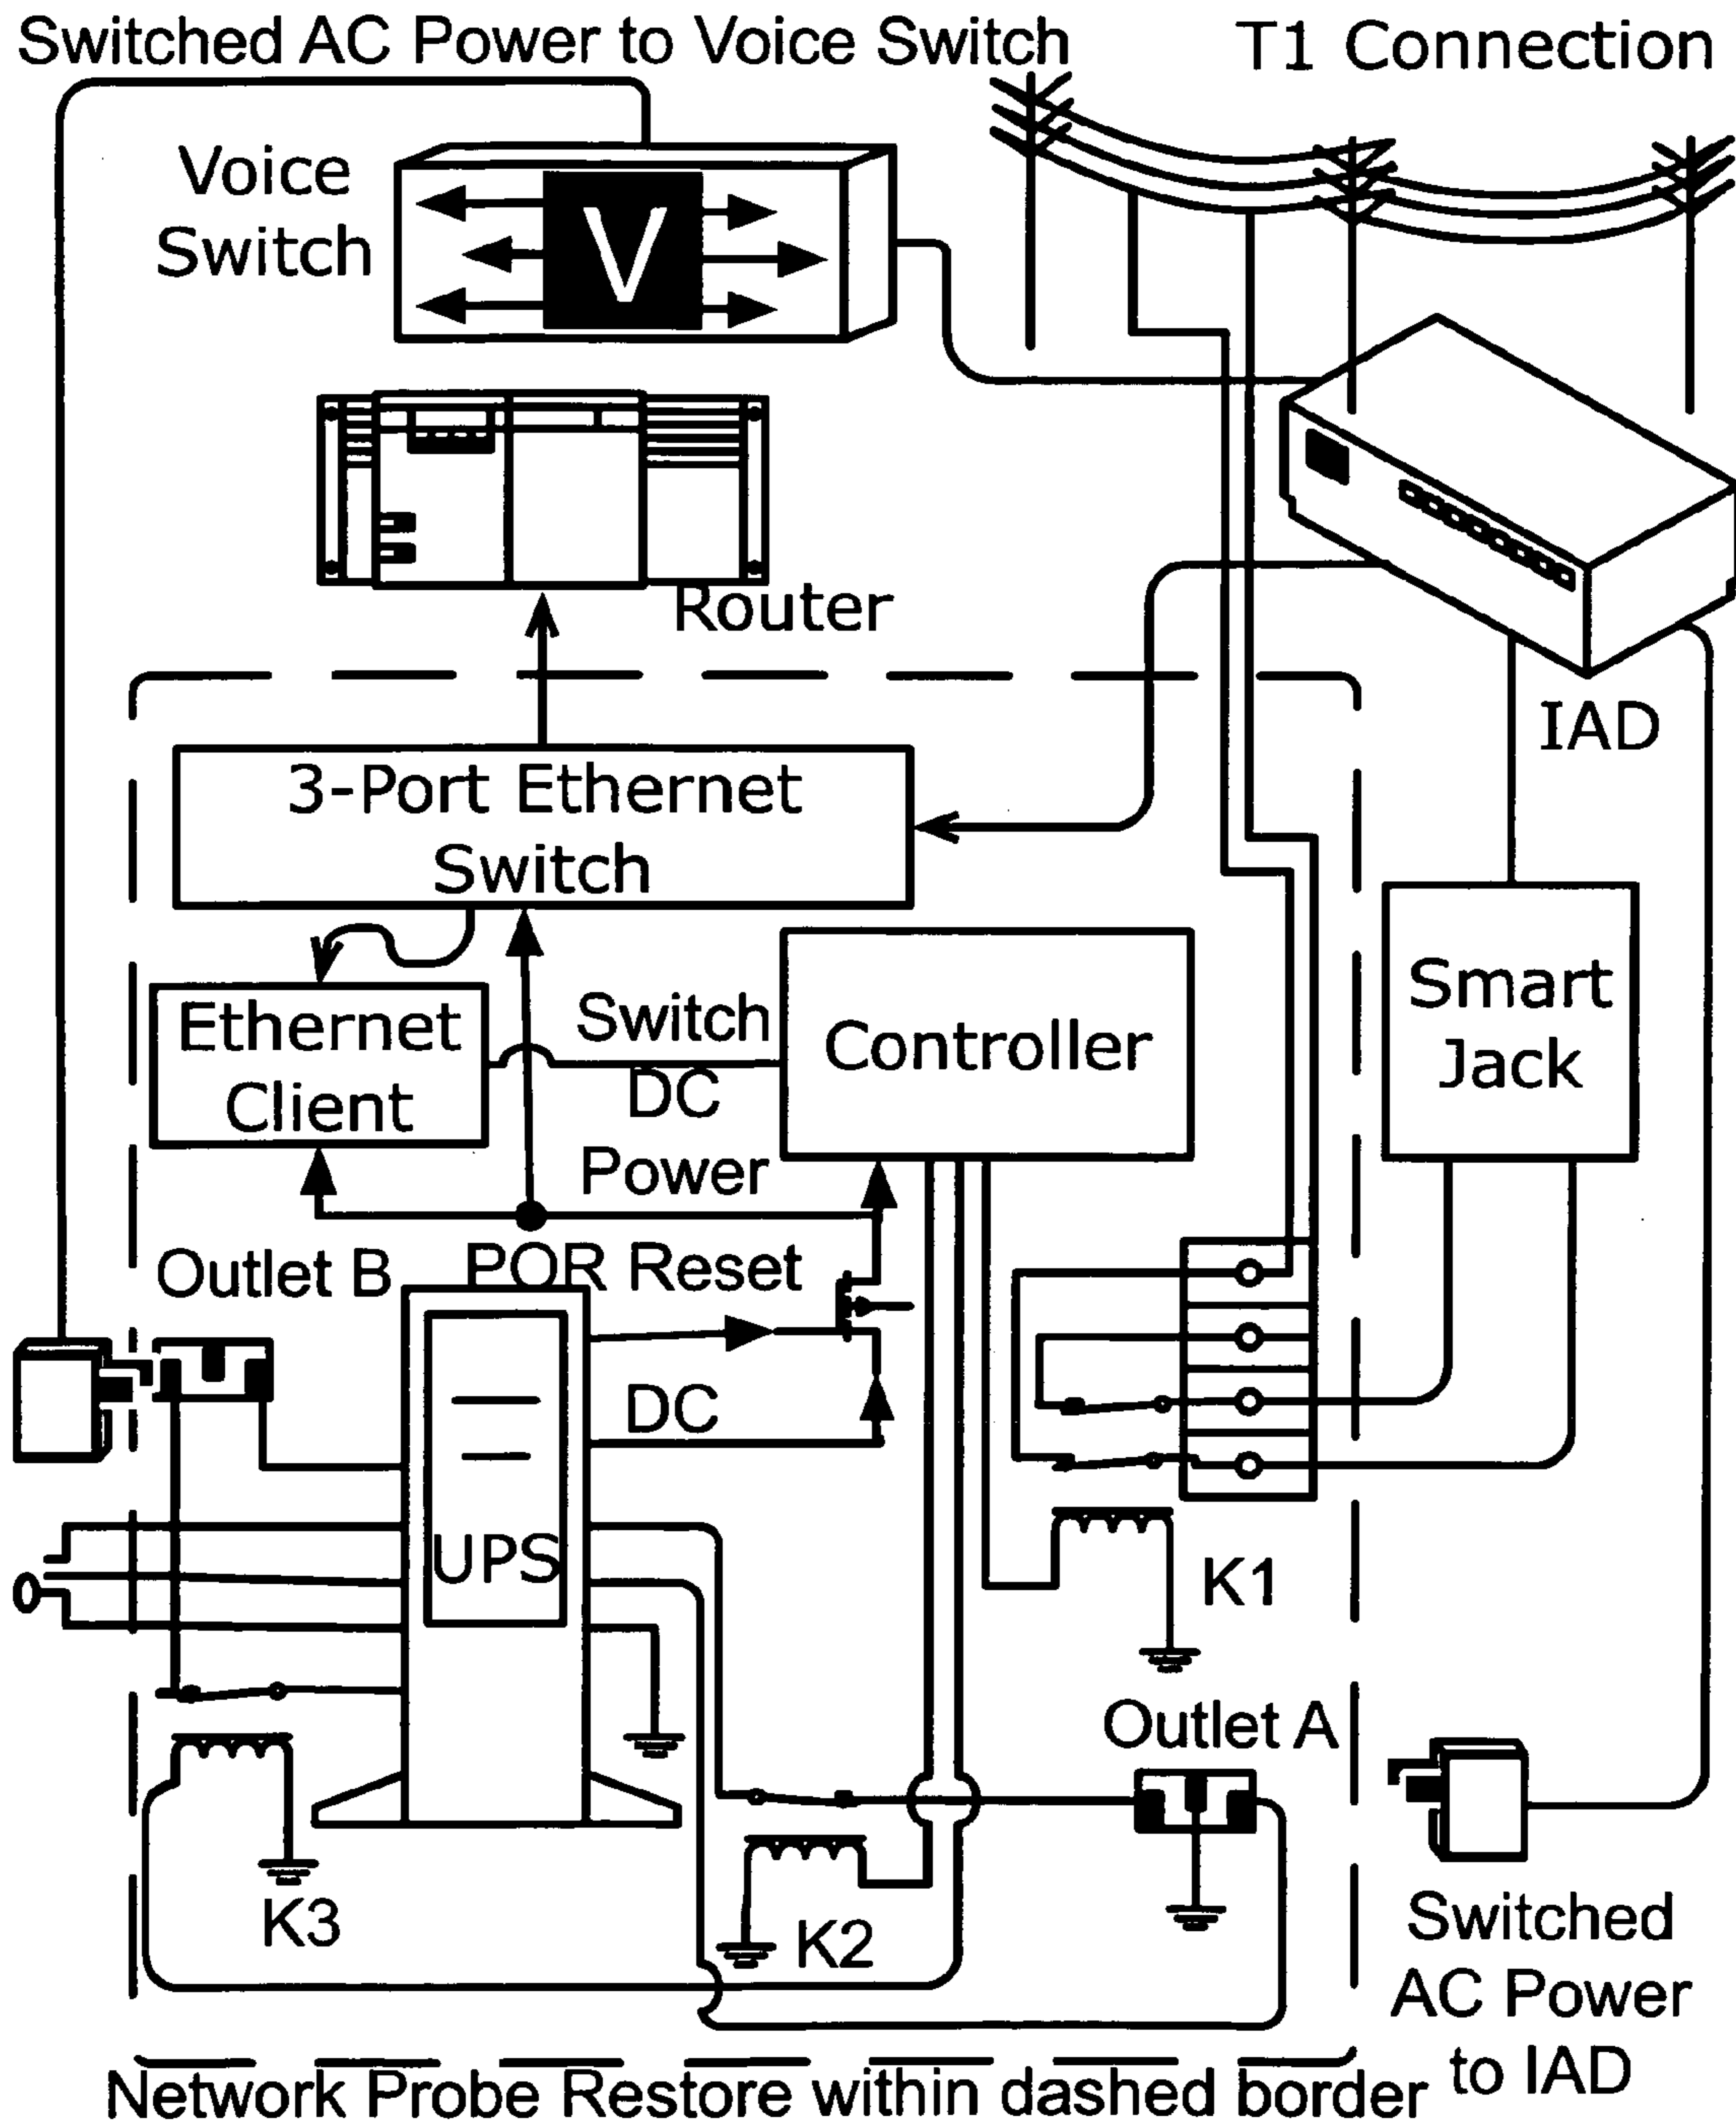 Switched AC Power to Voice Switch
T1 Connection
Voice
Switch
V
Router
IAD
3-Port Ethernet
Switch
Ethernet
Client
Switch
DC
Power
Controller
Smart
Jack
Outlet B
POR Reset
DC
UPS
K1
Outlet A
K3
K2
Switched
AC Power
to IAD
Network Probe Restore within dashed border